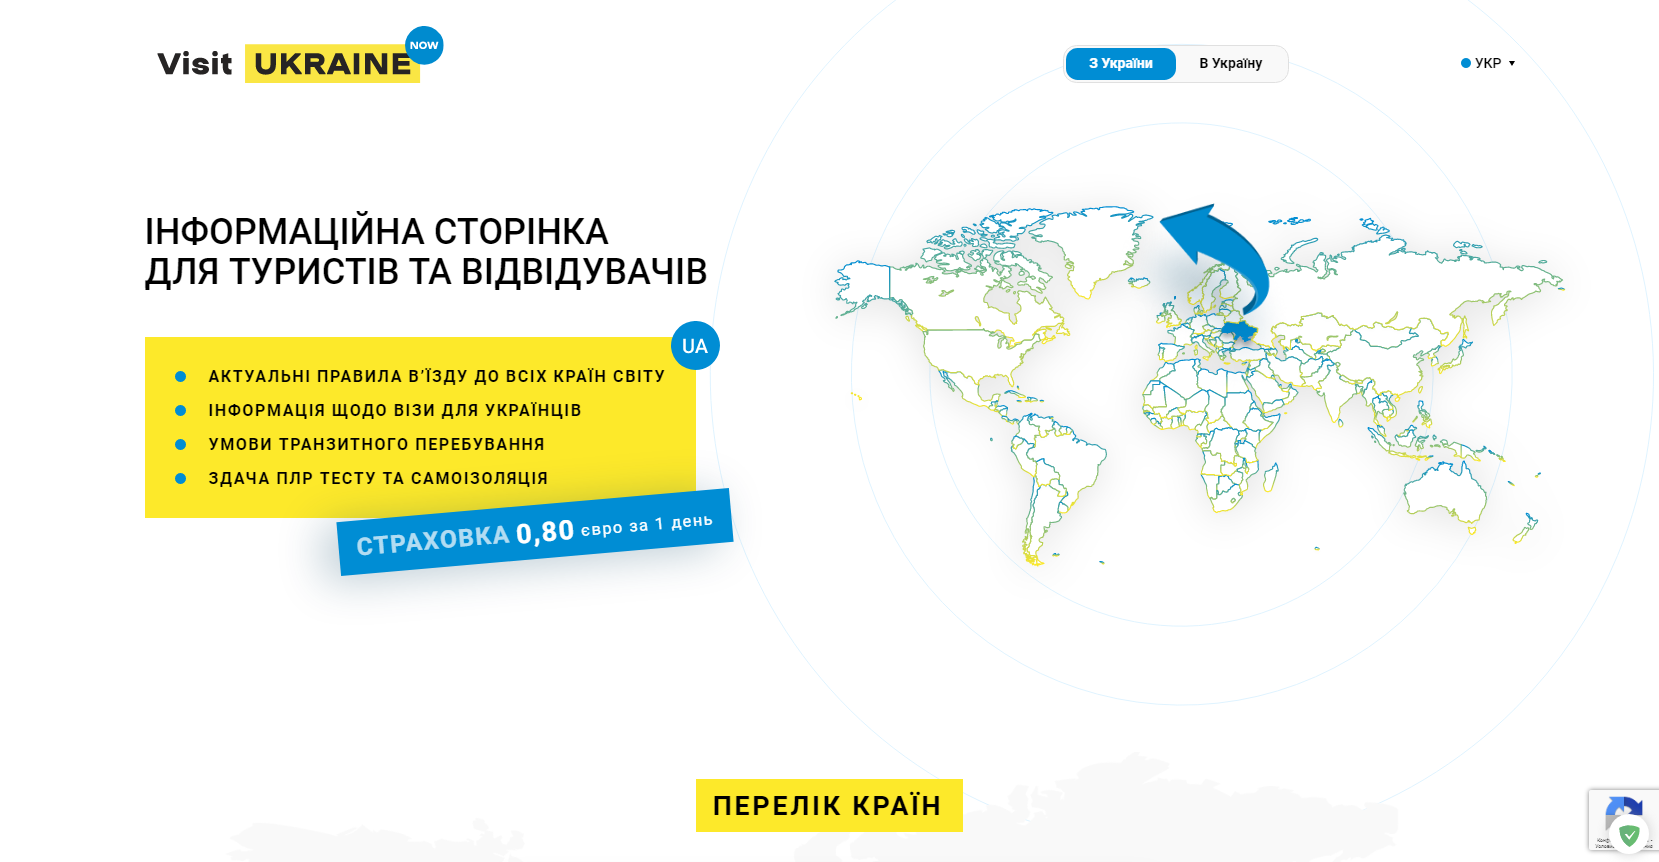 Visit UKRAINE NOW
З України
В Україну
УКР
ІНФОРМАЦІЙНА СТОРІНКА
ДЛЯ ТУРИСТІВ ТА ВІДВІДУВАЧІВ
UA
АКТУАЛЬНІ ПРАВИЛА В’ЇЗДУ ДО ВСІХ КРАЇН СВІТУ
ІНФОРМАЦІЯ ЩОДО ВІЗИ ДЛЯ УКРАЇНЦІВ
УМОВИ ТРАНЗИТНОГО ПЕРЕБУВАННЯ
ЗДАЧА ПЛР ТЕСТУ ТА САМОІЗОЛЯЦІЯ
СТРАХОВКА 0,80 євро за 1 день
ПЕРЕЛІК КРАЇН